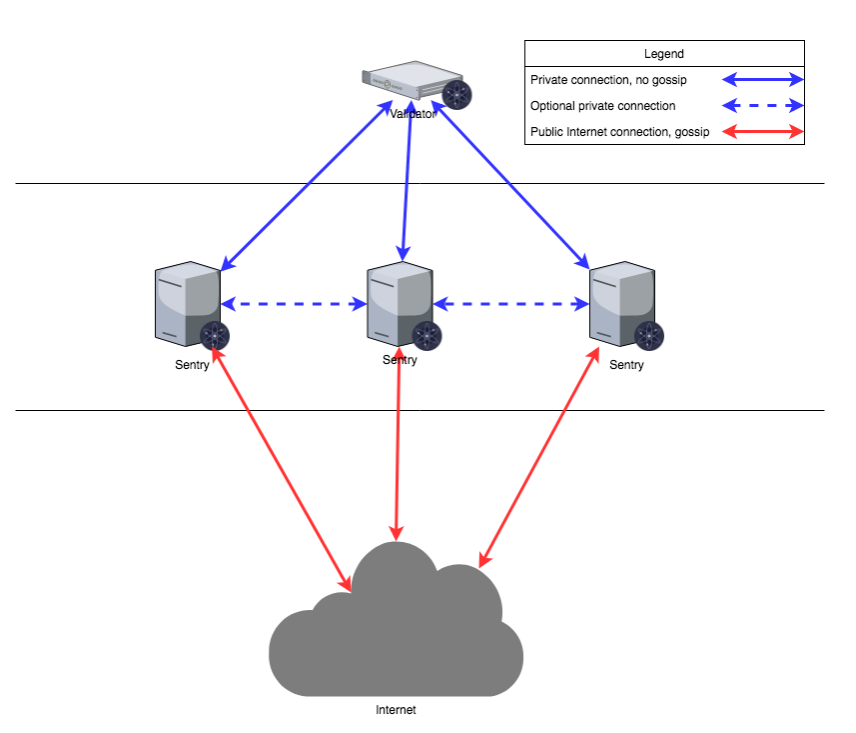 Legend
Private connection, no gossip
Optional private connection
Public Internet connection, gossip
Validator
Sentry
Sentry
Sentry
Internet